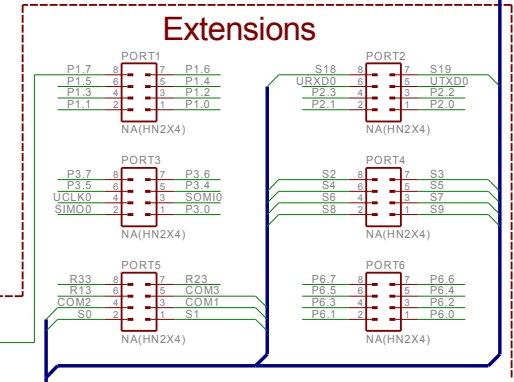 Extensions
PORT1 PORT2
P1.7 8 7 P1.6 S18 8 7 S19
P1.5 6 5 P1.4 URXD0 6 5 UTXD0
P1.3 4 3 P1.2 P2.3 4 3 P2.2
P1.1 2 1 P1.0 P2.1 2 1 P2.0
NA(HN2X4) NA(HN2X4)
PORT3 PORT4
P3.7 8 7 P3.6 S2 8 7 S3
P3.5 6 5 P3.4 S4 6 5 S5
UCLK0 4 3 SOMI0 S6 4 3 S7
SIMO0 2 1 P3.0 S8 2 1 S9
NA(HN2X4) NA(HN2X4)
PORT5 PORT6
R33 8 7 R23 P6.7 8 7 P6.6
R13 6 5 COM3 P6.5 6 5 P6.4
COM2 4 3 COM1 P6.3 4 3 P6.2
S0 2 1 S1 P6.1 2 1 P6.0
NA(HN2X4) NA(HN2X4)